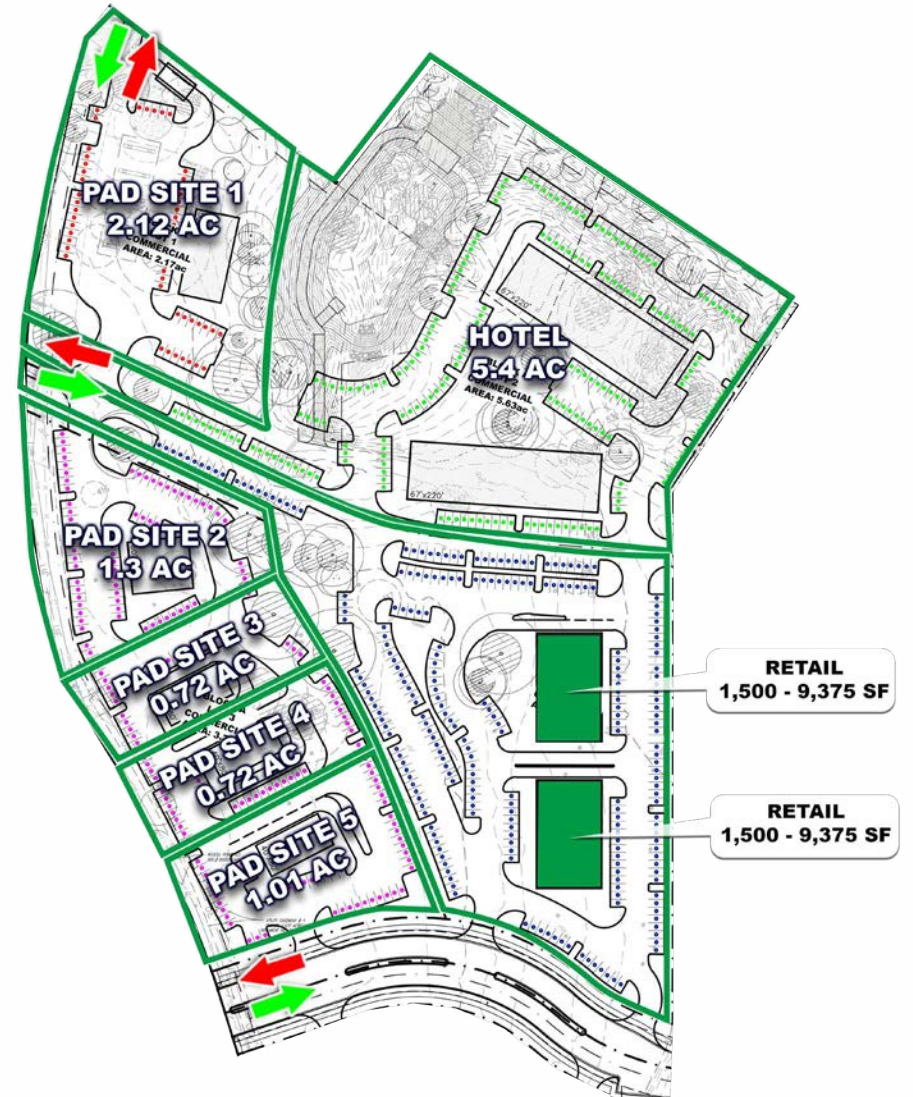 PAD SITE 1
2.12 AC
COMMERCIAL
AREA: 2.17ac
HOTEL
5.4 AC
COMMERCIAL
AREA: 5.63ac
67'x220'
67'x220'
PAD SITE 2
1.3 AC
PAD SITE 3
0.72 AC
PAD SITE 4
0.72 AC
PAD SITE 5
1.01 AC
RETAIL
1,500 - 9,375 SF
RETAIL
1,500 - 9,375 SF